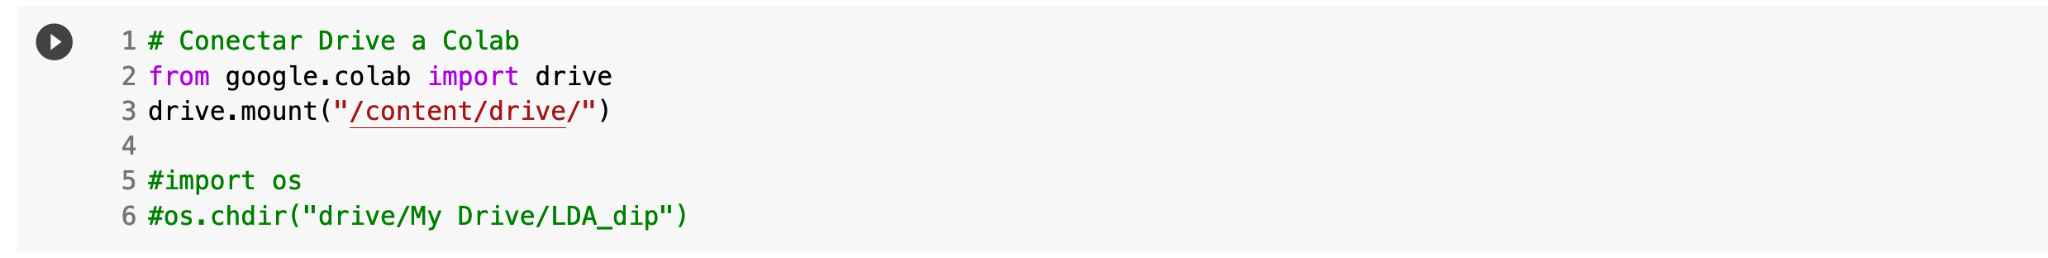 1 # Conectar Drive a Colab
2 from google.colab import drive
3 drive.mount("/content/drive/")
4
5 #import os
6 #os.chdir("drive/My Drive/LDA_dip")